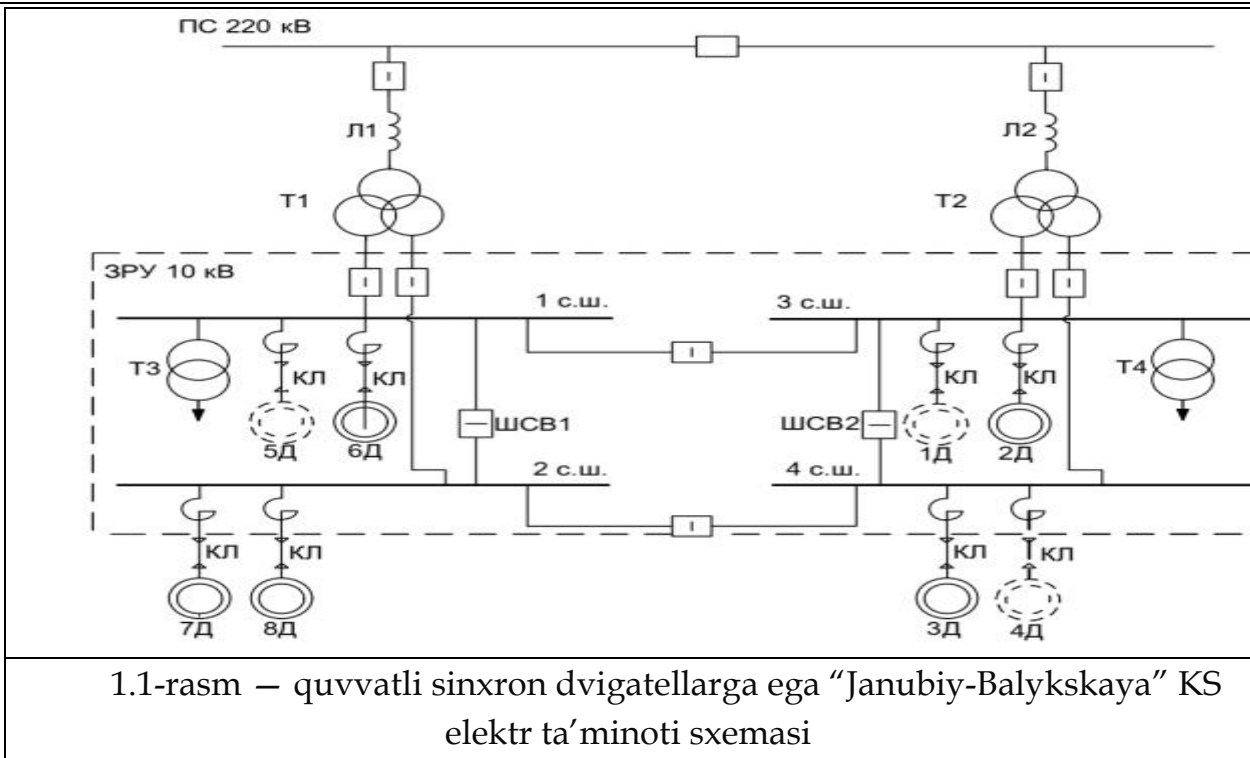 ПС 220 кВ
Л1
Л2
Т1
Т2
ЗРУ 10 кВ
1 с.ш.
3 с.ш.
Т3
КЛ
КЛ
КЛ
КЛ
Т4
5Д
6Д
ШСВ1
ШСВ2
1Д
2Д
2 с.ш.
4 с.ш.
КЛ
КЛ
КЛ
КЛ
7Д
8Д
3Д
4Д
1.1-rasm — quvvatli sinxron dvigatellarga ega “Janubiy-Balykskaya” KS
elektr ta’minoti sxemasi